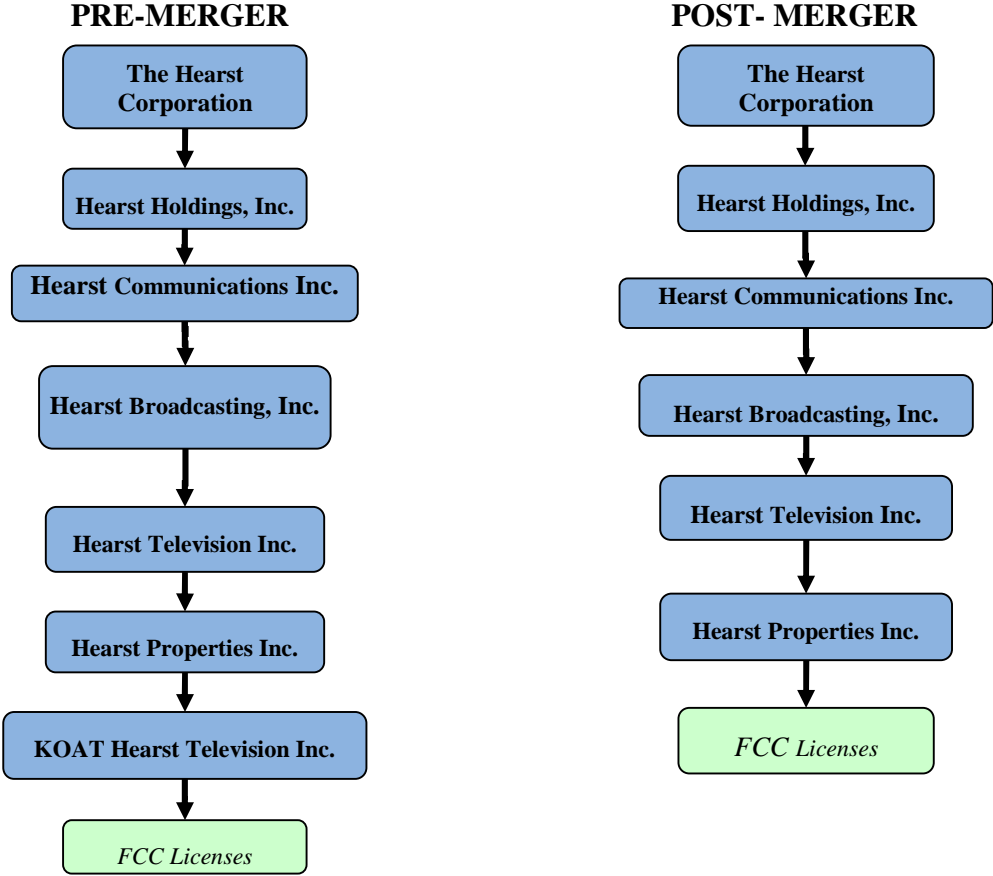 PRE-MERGER
The Hearst
Corporation
Hearst Holdings, Inc.
Hearst Communications Inc.
Hearst Broadcasting, Inc.
Hearst Television Inc.
Hearst Properties Inc.
KOAT Hearst Television Inc.
FCC Licenses
POST- MERGER
The Hearst
Corporation
Hearst Holdings, Inc.
Hearst Communications Inc.
Hearst Broadcasting, Inc.
Hearst Television Inc.
Hearst Properties Inc.
FCC Licenses